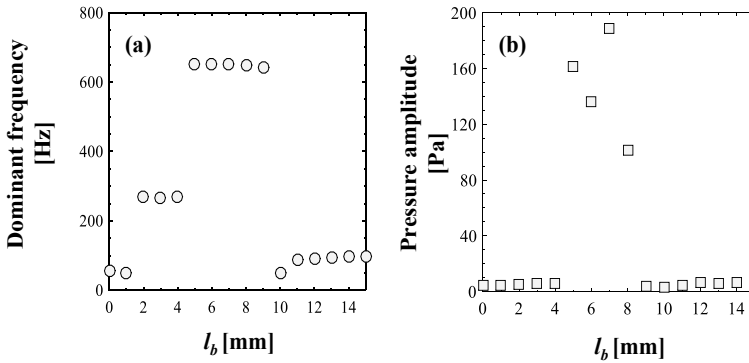 (a)
Dominant frequency
[Hz]
800
600
400
200
0
0 2 4 6 8 10 12 14
l_b [mm]
(b)
Pressure amplitude
[Pa]
200
160
120
80
40
0
0 2 4 6 8 10 12 14
l_b [mm]